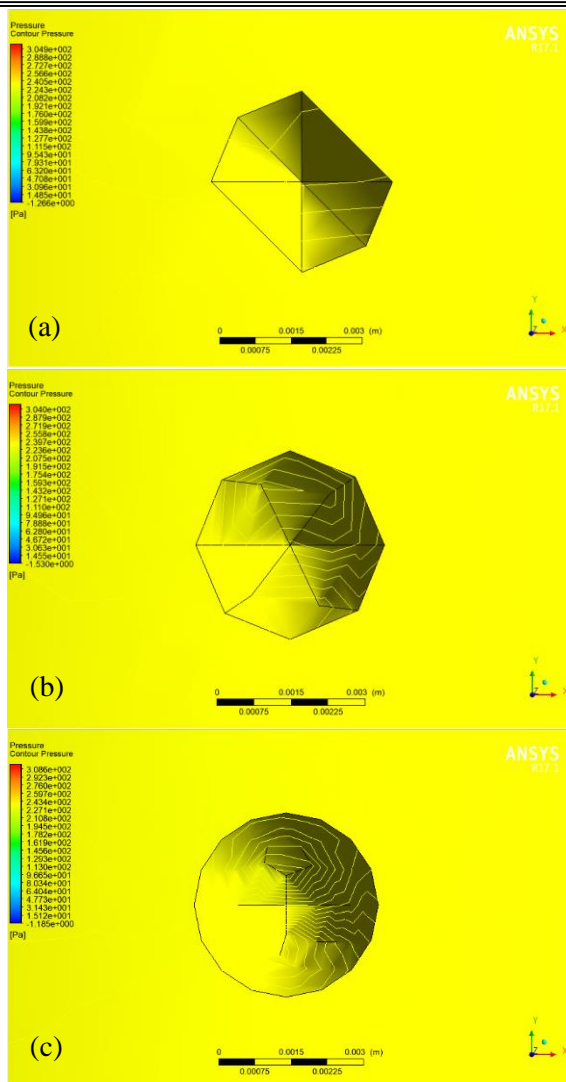 Pressure
Contour Pressure
3.049e+002
2.888e+002
2.727e+002
2.566e+002
2.405e+002
2.243e+002
2.082e+002
1.921e+002
1.760e+002
1.599e+002
1.438e+002
1.277e+002
1.115e+002
9.543e+001
7.931e+001
6.320e+001
4.708e+001
3.096e+001
1.485e+001
-1.266e+000
[Pa]
ANSYS
R17.1
(a)
0 0.0015 0.003 (m)
0.00075 0.00225
Y
X
Z
Pressure
Contour Pressure
3.040e+002
2.879e+002
2.719e+002
2.558e+002
2.397e+002
2.236e+002
2.075e+002
1.915e+002
1.754e+002
1.593e+002
1.432e+002
1.271e+002
1.110e+002
9.496e+001
7.888e+001
6.280e+001
4.672e+001
3.063e+001
1.455e+001
-1.530e+000
[Pa]
ANSYS
R17.1
(b)
0 0.0015 0.003 (m)
0.00075 0.00225
Y
X
Z
Pressure
Contour Pressure
3.086e+002
2.923e+002
2.760e+002
2.597e+002
2.434e+002
2.271e+002
2.108e+002
1.945e+002
1.782e+002
1.619e+002
1.456e+002
1.293e+002
1.130e+002
9.665e+001
8.034e+001
6.404e+001
4.773e+001
3.143e+001
1.512e+001
-1.185e+000
[Pa]
ANSYS
R17.1
(c)
0 0.0015 0.003 (m)
0.00075 0.00225
Y
X
Z